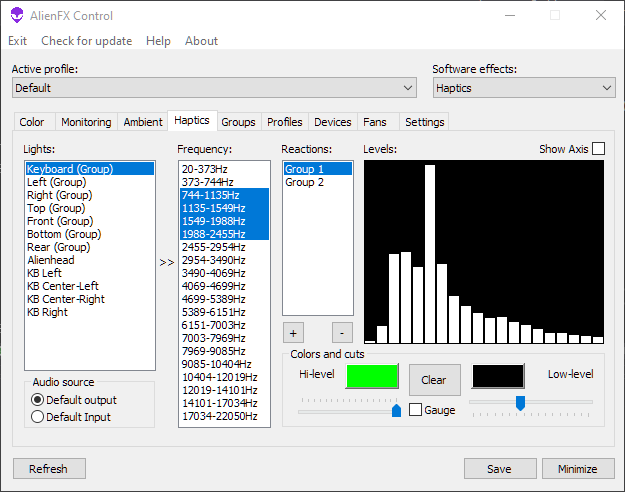 AlienFX Control
Exit Check for update Help About
Active profile: Software effects:
Default Haptics
Color Monitoring Ambient Haptics Groups Profiles Devices Fans Settings
Lights: Frequency: Reactions: Levels: Show Axis
Keyboard (Group)
Left (Group)
Right (Group)
Top (Group)
Front (Group)
Bottom (Group)
Rear (Group)
Alienhead
KB Left
KB Center-Left
KB Center-Right
KB Right
>>
20-373Hz
373-744Hz
744-1135Hz
1135-1549Hz
1549-1988Hz
1988-2455Hz
2455-2954Hz
2954-3490Hz
3490-4069Hz
4069-4699Hz
4699-5389Hz
5389-6151Hz
6151-7003Hz
7003-7969Hz
7969-9085Hz
9085-10404Hz
10404-12019Hz
12019-14101Hz
14101-17034Hz
17034-22050Hz
Group 1
Group 2
+ -
Audio source
Default output
Default Input
Colors and cuts
Hi-level Clear Low-level
Gauge
Refresh Save Minimize